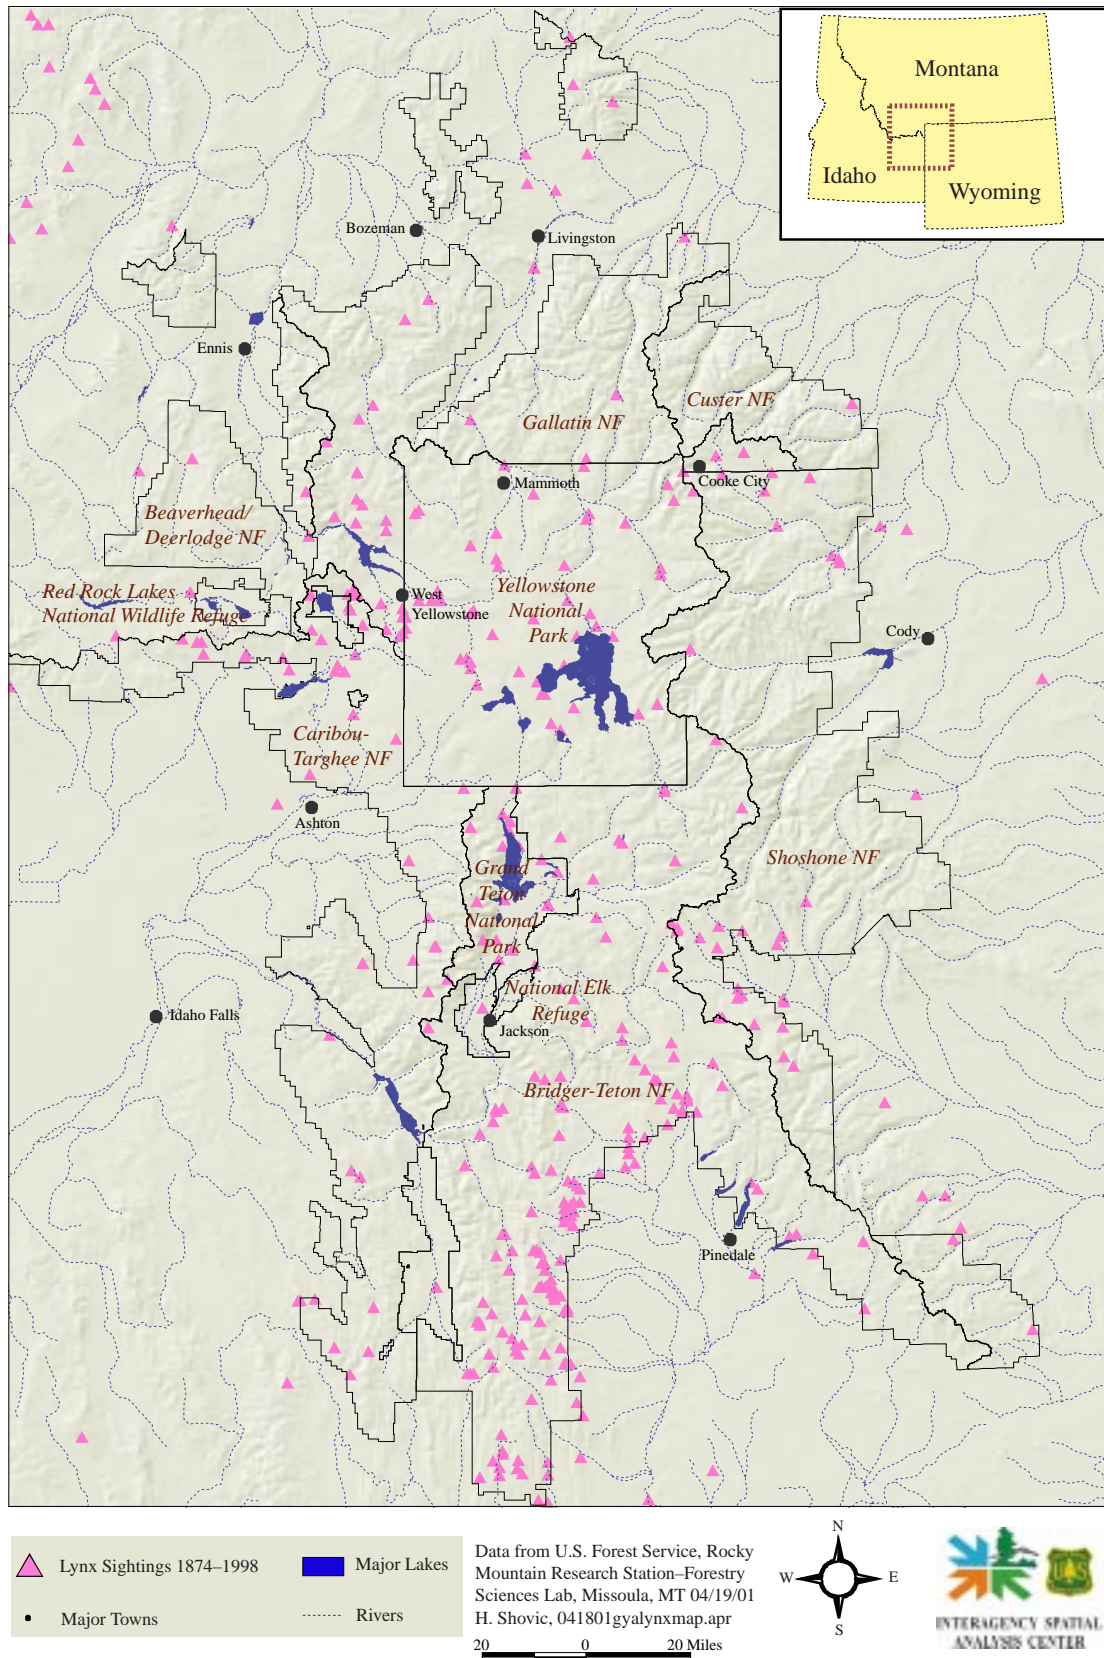 Montana
Idaho
Wyoming
Bozeman
Livingston
Ennis
Custer NF
Gallatin NF
Cooke City
Mammoth
Beaverhead/
Deerlodge NF
Yellowstone
National
Park
Red Rock Lakes
National Wildlife Refuge
West
Yellowstone
Cody
Caribou-
Targhee NF
Ashton
Shoshone NF
Grand
Teton
National
Park
National Elk
Refuge
Idaho Falls
Jackson
Bridger-Teton NF
Pinedale
Lynx Sightings 1874–1998
Major Lakes
Major Towns
Rivers
Data from U.S. Forest Service, Rocky
Mountain Research Station–Forestry
Sciences Lab, Missoula, MT 04/19/01
H. Shovic, 041801gyalynxmap.apr
20 0 20 Miles
N
W E
S
U S
INTERAGENCY SPATIAL
ANALYSIS CENTER